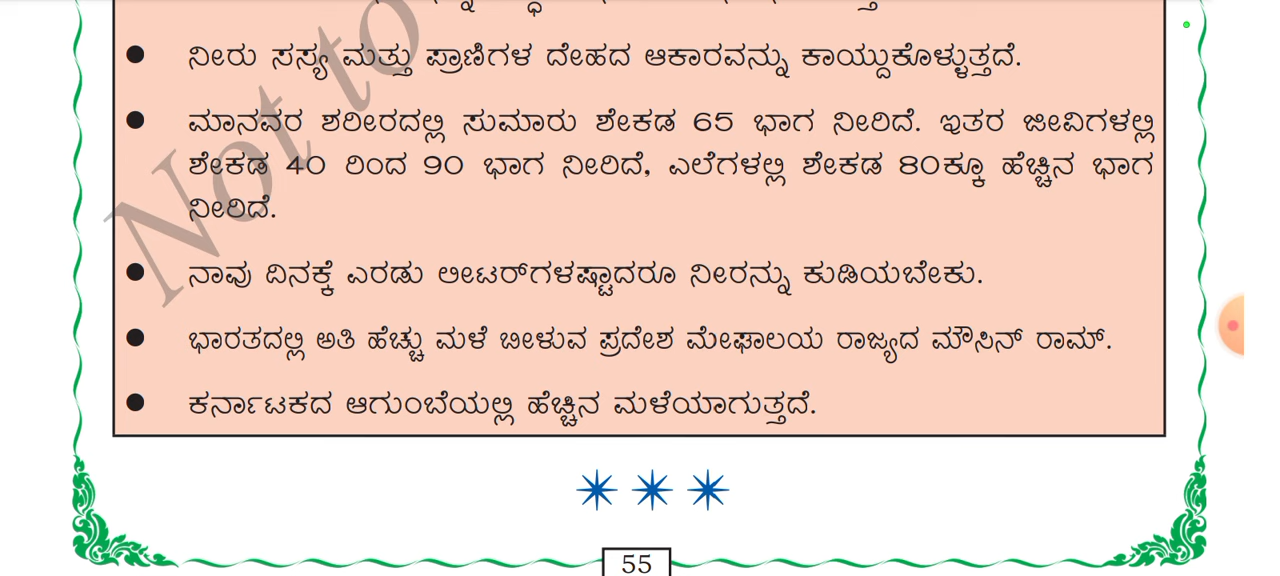 ● ನೀರು ಸಸ್ಯ ಮತ್ತು ಪ್ರಾಣಿಗಳ ದೇಹದ ಆಕಾರವನ್ನು ಕಾಯ್ದುಕೊಳ್ಳುತ್ತದೆ.
● ಮಾನವರ ಶರೀರದಲ್ಲಿ ಸುಮಾರು ಶೇಕಡ 65 ಭಾಗ ನೀರಿದೆ. ಇತರ ಜೀವಿಗಳಲ್ಲಿ
ಶೇಕಡ 40 ರಿಂದ 90 ಭಾಗ ನೀರಿದೆ, ಎಲೆಗಳಲ್ಲಿ ಶೇಕಡ 80ಕ್ಕೂ ಹೆಚ್ಚಿನ ಭಾಗ
ನೀರಿದೆ.
● ನಾವು ದಿನಕ್ಕೆ ಎರಡು ಲೀಟರ್‌ಗಳಷ್ಟಾದರೂ ನೀರನ್ನು ಕುಡಿಯಬೇಕು.
● ಭಾರತದಲ್ಲಿ ಅತಿ ಹೆಚ್ಚು ಮಳೆ ಬೀಳುವ ಪ್ರದೇಶ ಮೇಘಾಲಯ ರಾಜ್ಯದ ಮೌಸಿನ್ ರಾಮ್.
● ಕರ್ನಾಟಕದ ಆಗುಂಬೆಯಲ್ಲಿ ಹೆಚ್ಚಿನ ಮಳೆಯಾಗುತ್ತದೆ.
55
Not to